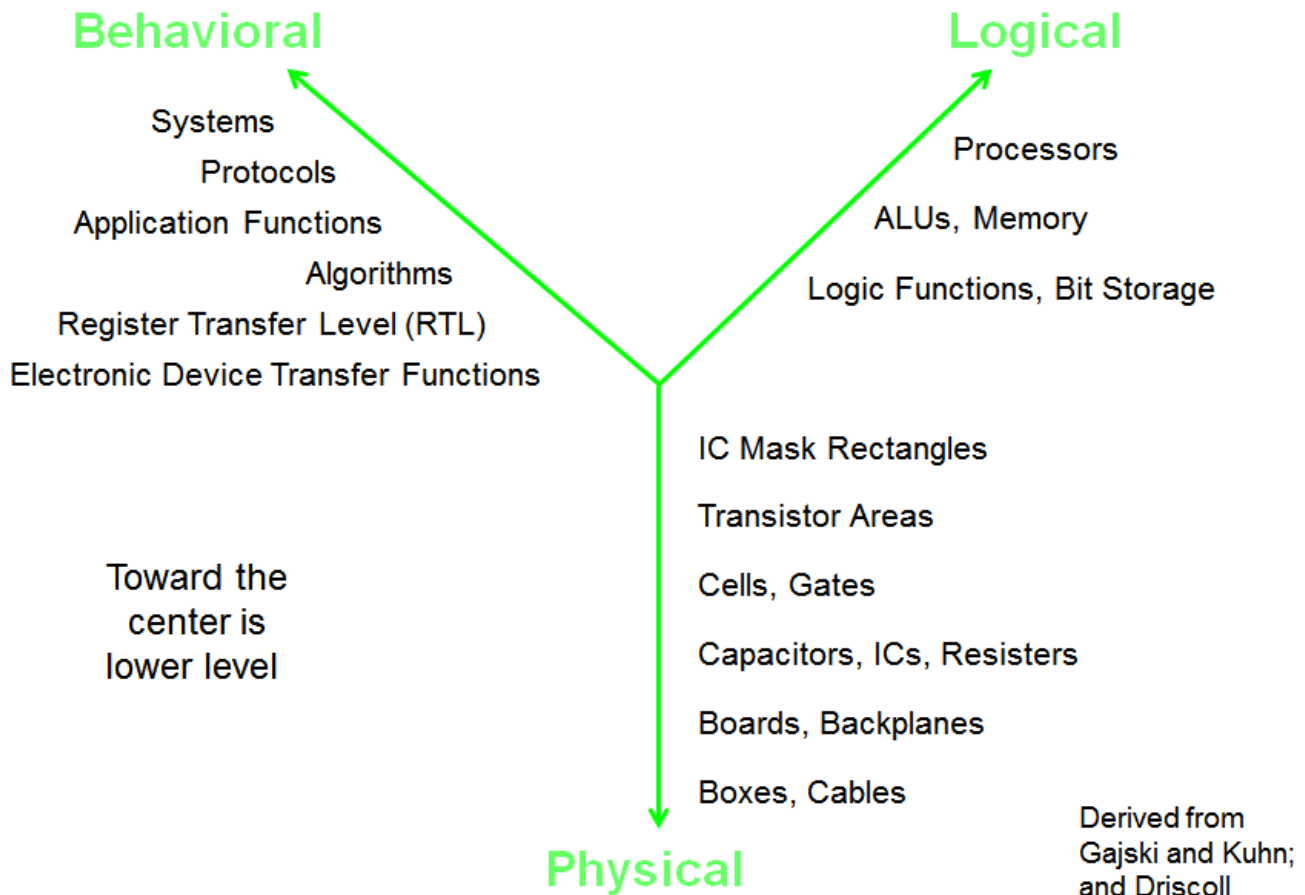 Behavioral
Logical
Systems
Protocols
Application Functions
Algorithms
Register Transfer Level (RTL)
Electronic Device Transfer Functions
Processors
ALUs, Memory
Logic Functions, Bit Storage
IC Mask Rectangles
Transistor Areas
Cells, Gates
Capacitors, ICs, Resisters
Boards, Backplanes
Boxes, Cables
Toward the
center is
lower level
Physical
Derived from
Gajski and Kuhn;
and Driscoll